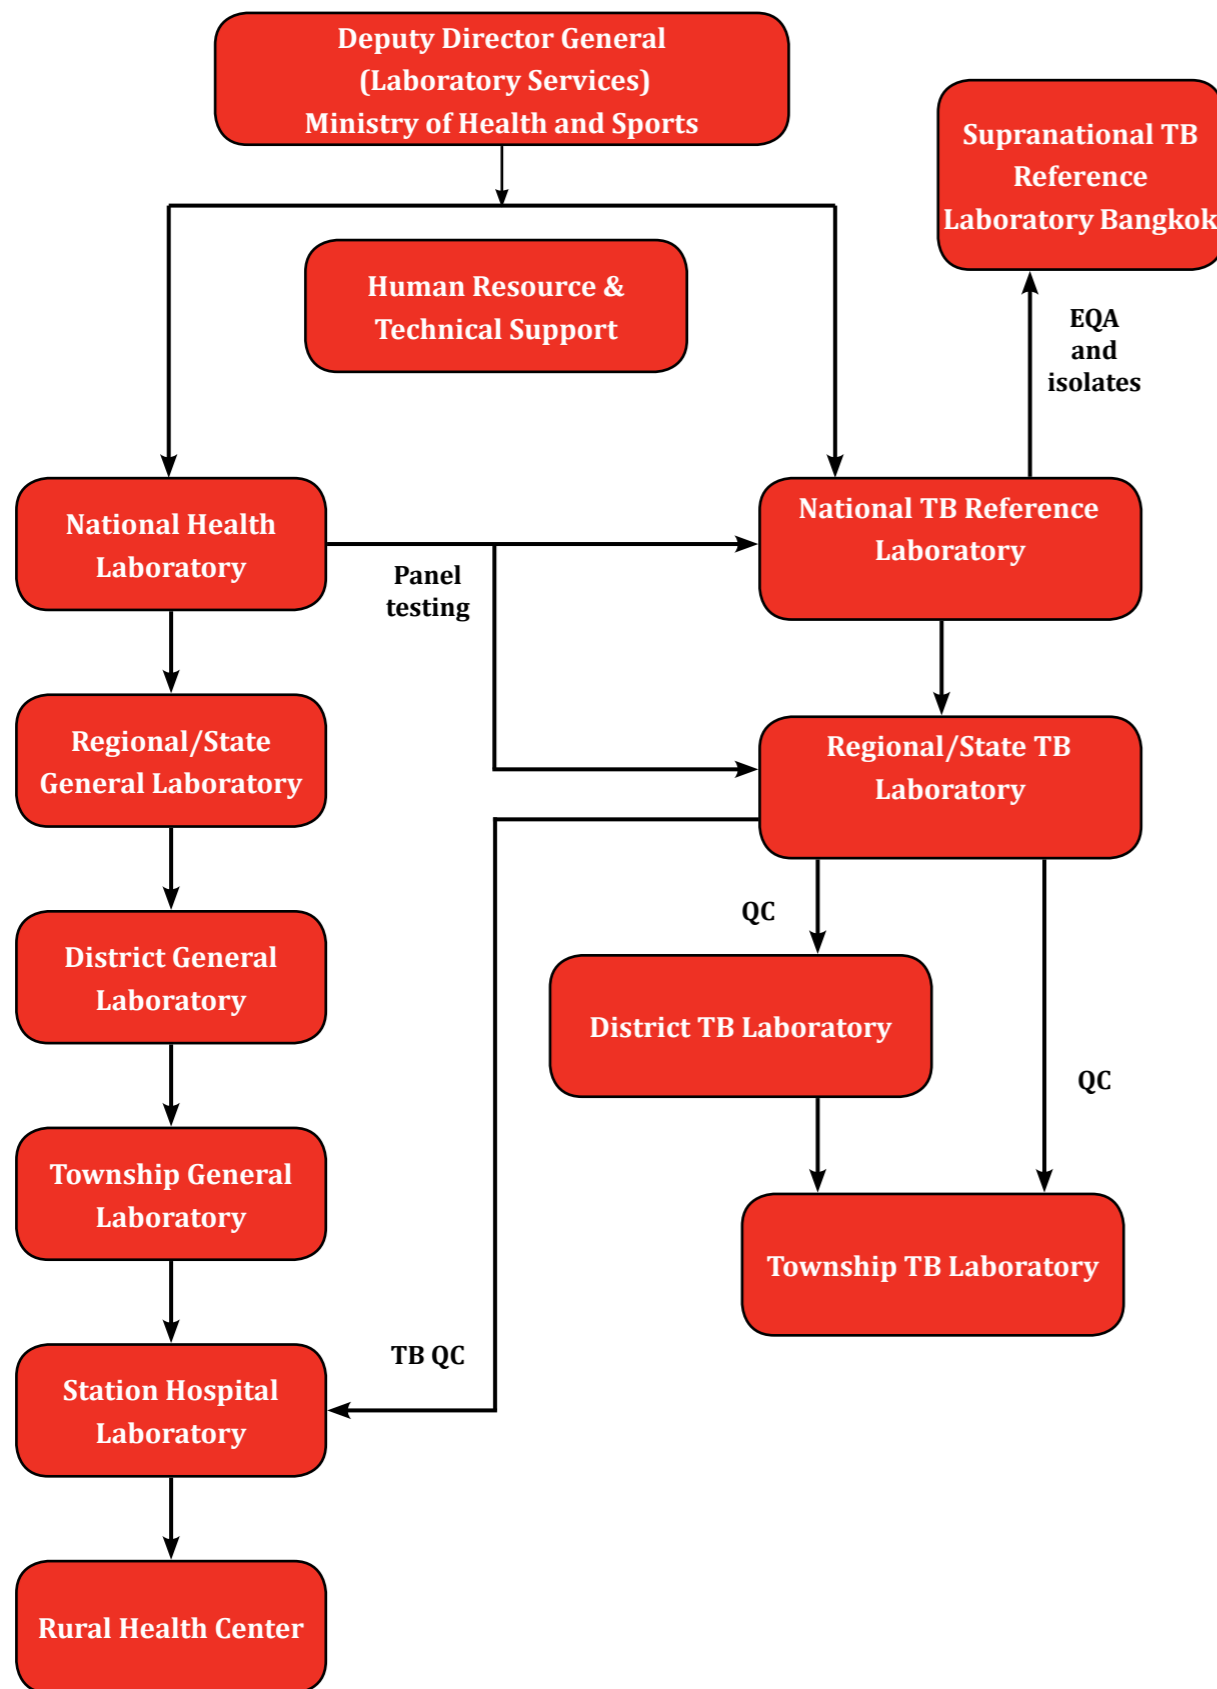 Deputy Director General
(Laboratory Services)
Ministry of Health and Sports
Supranational TB
Reference
Laboratory Bangkok
Human Resource &
Technical Support
EQA
and
isolates
National Health
Laboratory
Panel
testing
National TB Reference
Laboratory
Regional/State
General Laboratory
Regional/State TB
Laboratory
District General
Laboratory
QC
District TB Laboratory
QC
Township General
Laboratory
Township TB Laboratory
Station Hospital
Laboratory
TB QC
Rural Health Center